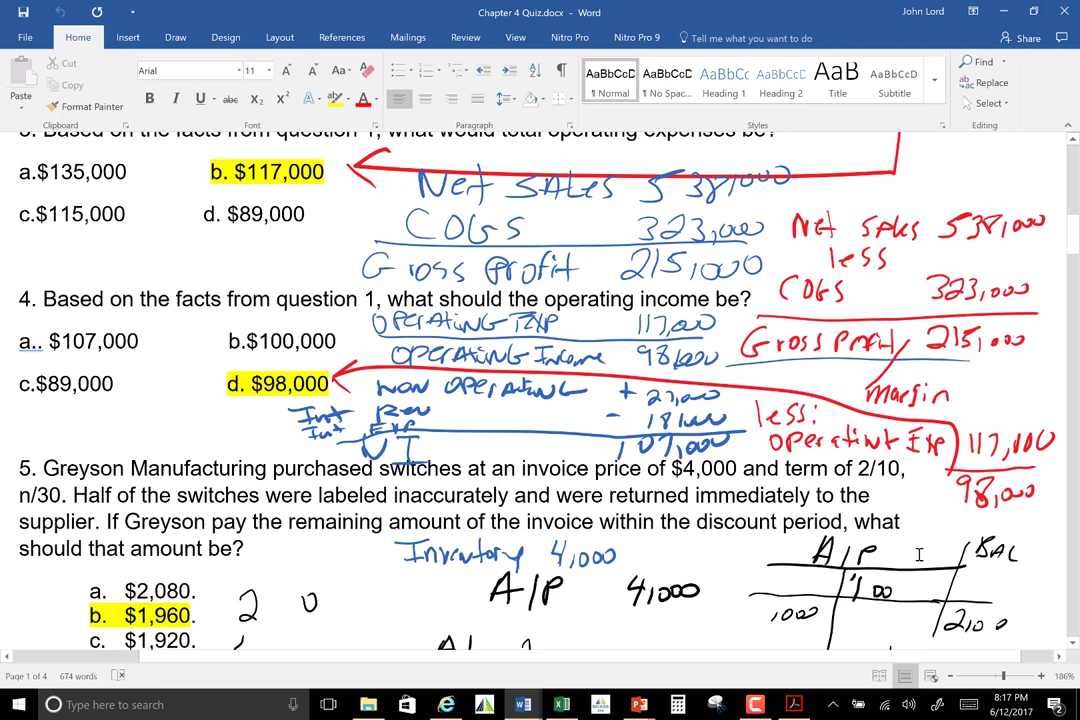 Chapter 4 Quiz.docx - Word
John Lord
File Home Insert Draw Design Layout References Mailings Review View Nitro Pro Nitro Pro 9 Tell me what you want to do Share
Paste
Cut
Copy
Format Painter
Arial 11
Find
Replace
Select
AaBbCcD AaBbCcD AaBbCc AaBbCcD AaB AaBbCcD
¶ Normal ¶ No Spac... Heading 1 Heading 2 Title Subtitle
Clipboard Font Paragraph Styles Editing
a.$135,000 b. $117,000
c.$115,000 d. $89,000
Net Sales 538,000
COGS 323,000
Gross Profit 215,000
Net Sales 538,000
less
COGS 323,000
Gross Profit 215,000
margin
less:
98,000
4. Based on the facts from question 1, what should the operating income be?
a.. $107,000 b.$100,000
c.$89,000 d. $98,000
Operating Exp 117,000
Operating Income 98,000
Non Operating
Int Rev
Int Exp - 18,000
NI 107,000
5. Greyson Manufacturing purchased switches at an invoice price of $4,000 and term of 2/10,
n/30. Half of the switches were labeled inaccurately and were returned immediately to the
supplier. If Greyson pay the remaining amount of the invoice within the discount period, what
should that amount be?
Inventory 4,000
A/P 4,000
A/P BAL
a. $2,080.
b. $1,960.
c. $1,920.
Page 1 of 4 674 words
186%
Type here to search
8:17 PM
6/12/2017